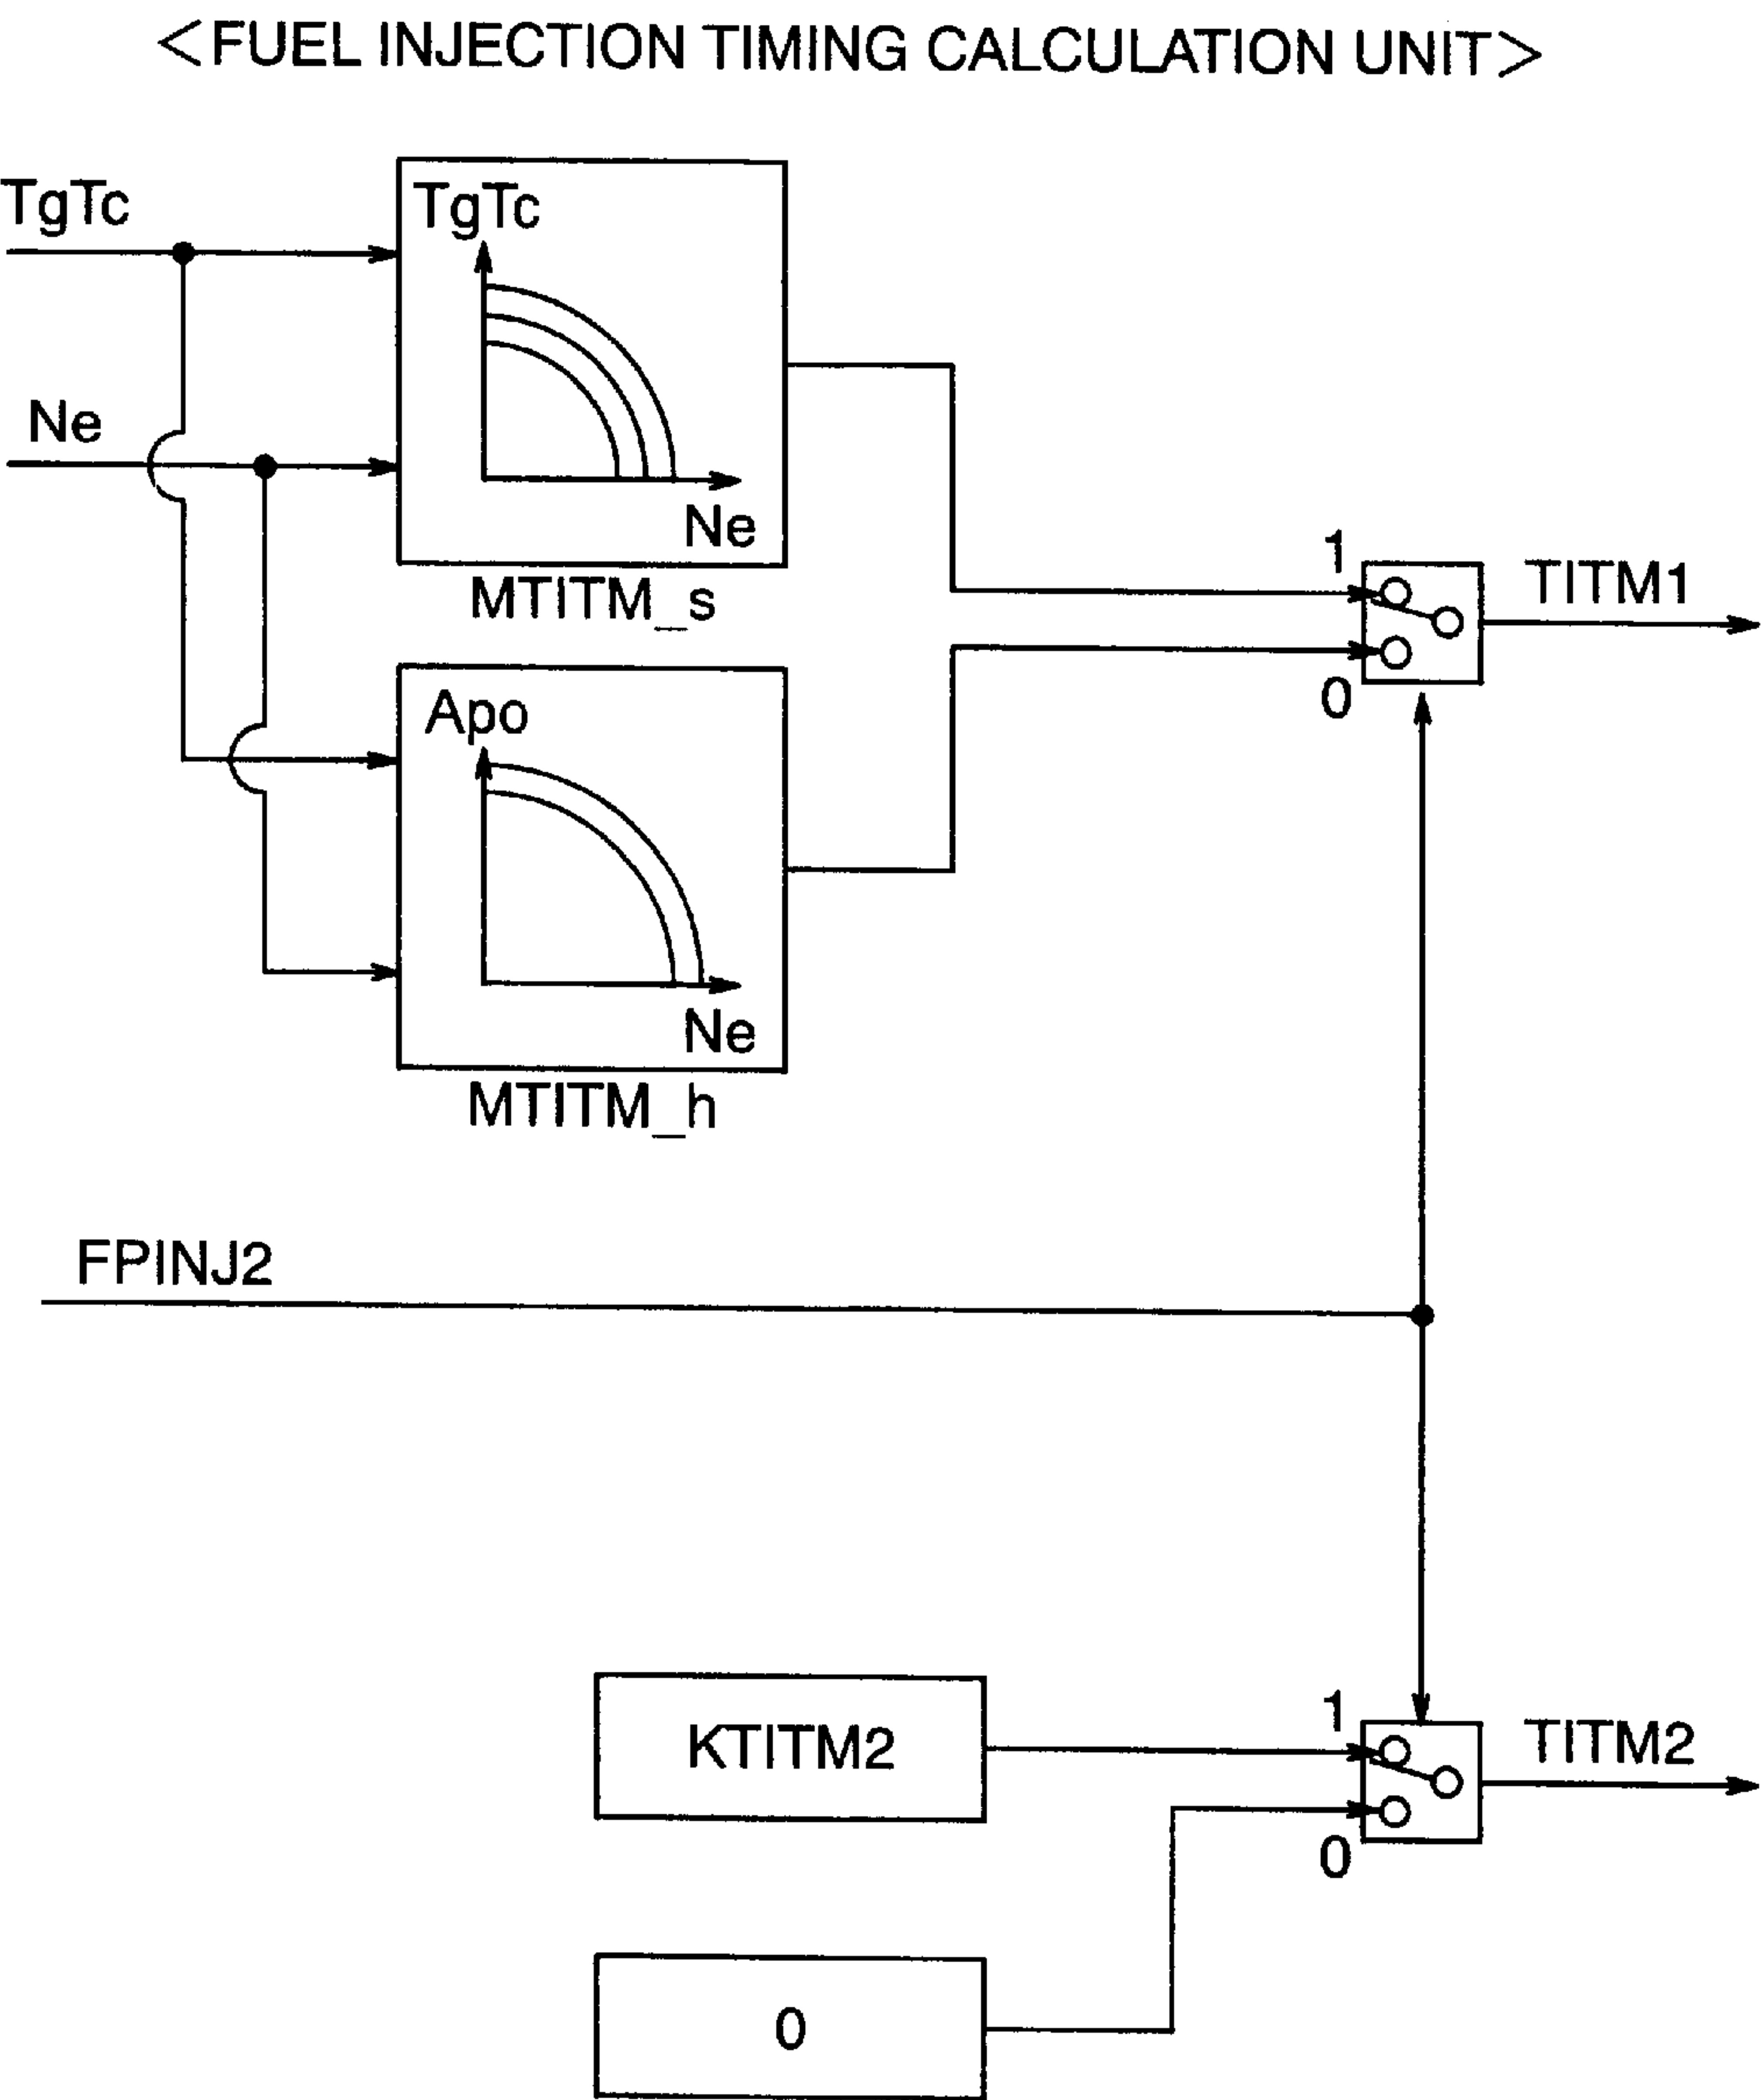 <FUEL INJECTION TIMING CALCULATION UNIT>
TgTc
TgTc
Ne
Ne
MTITM_s
1
TITM1
0
Apo
Ne
MTITM_h
FPINJ2
KTITM2
1
TITM2
0
0